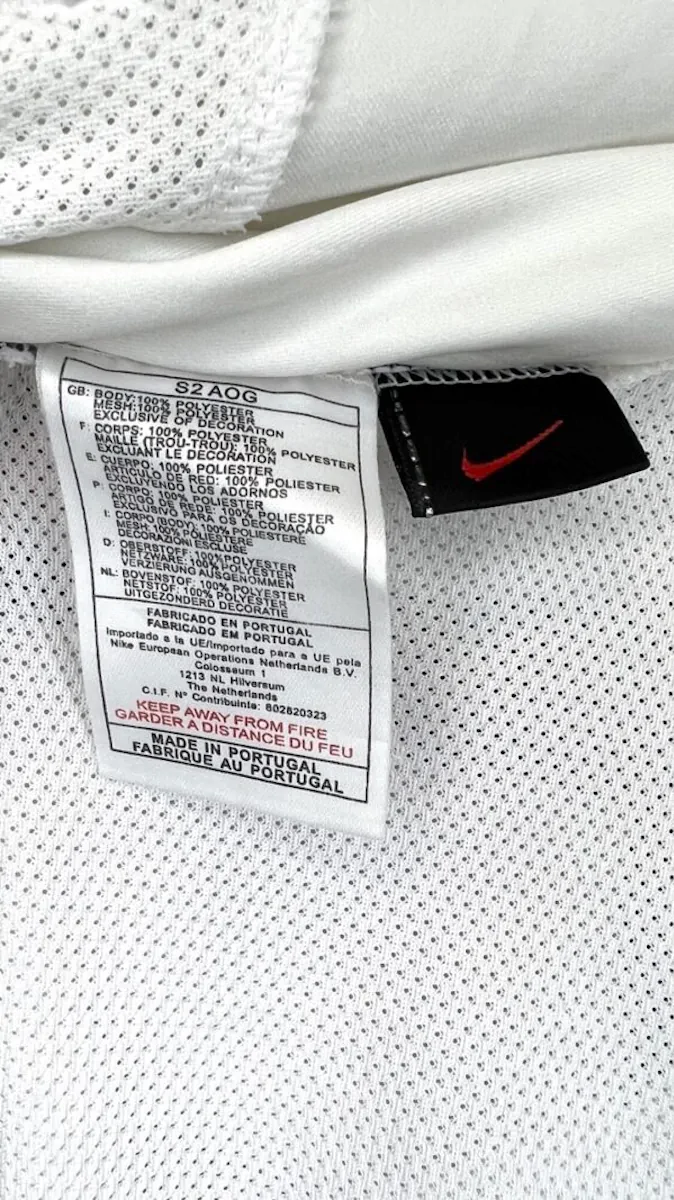 S2 AOG
GB: BODY:100% POLYESTER
MESH:100% POLYESTER
EXCLUSIVE OF DECORATION
F: CORPS: 100% POLYESTER
MAILLE (TROU-TROU): 100% POLYESTER
EXCLUANT LE DECORATION
E: CUERPO: 100% POLIESTER
ARTICULO DE RED: 100% POLIESTER
EXCLUYENDO LOS ADORNOS
P: CORPO: 100% POLIESTER
ARTIGO DE REDE: 100% POLIESTER
EXCLUSIVO PARA OS DECORAÇÃO
I: CORPO (BODY): 100% POLIESTERE
MESH: 100% POLIESTERE
DECORAZIONI ESCLUSE
D: OBERSTOFF: 100% POLYESTER
NETZWARE: 100% POLYESTER
VERZIERUNG AUSGENOMMEN
NL: BOVENSTOF: 100% POLYESTER
NETSTOF: 100% POLYESTER
UITGEZONDERD DECORATIE
FABRICADO EN PORTUGAL
FABRICADO EM PORTUGAL
Importado a la UE/Importado para a UE pela
Nike European Operations Netherlands B.V.
Colosseum 1
1213 NL Hilversum
The Netherlands
C.I.F. Nº Contribuinte: 802620323
KEEP AWAY FROM FIRE
GARDER A DISTANCE DU FEU
MADE IN PORTUGAL
FABRIQUE AU PORTUGAL